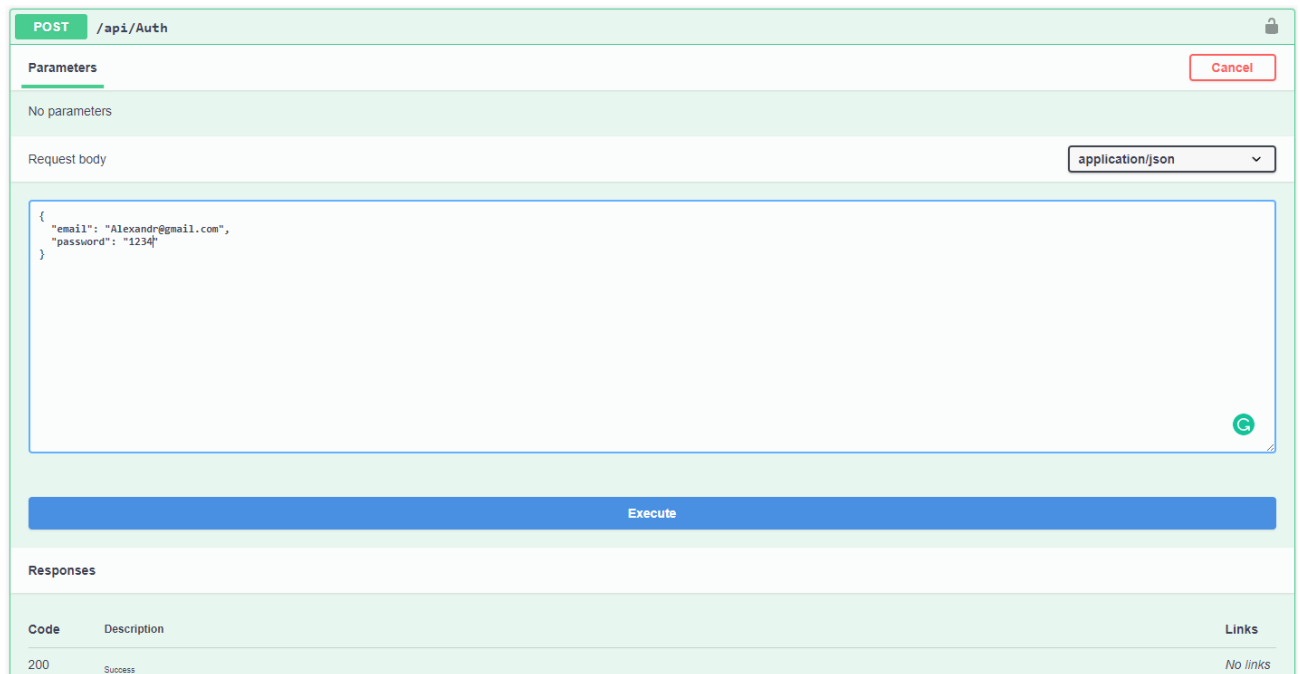 POST /api/Auth
Parameters Cancel
No parameters
Request body application/json
{
"email": "Alexandr@gmail.com",
"password": "1234"
}
Execute
Responses
Code Description Links
200 Success No links